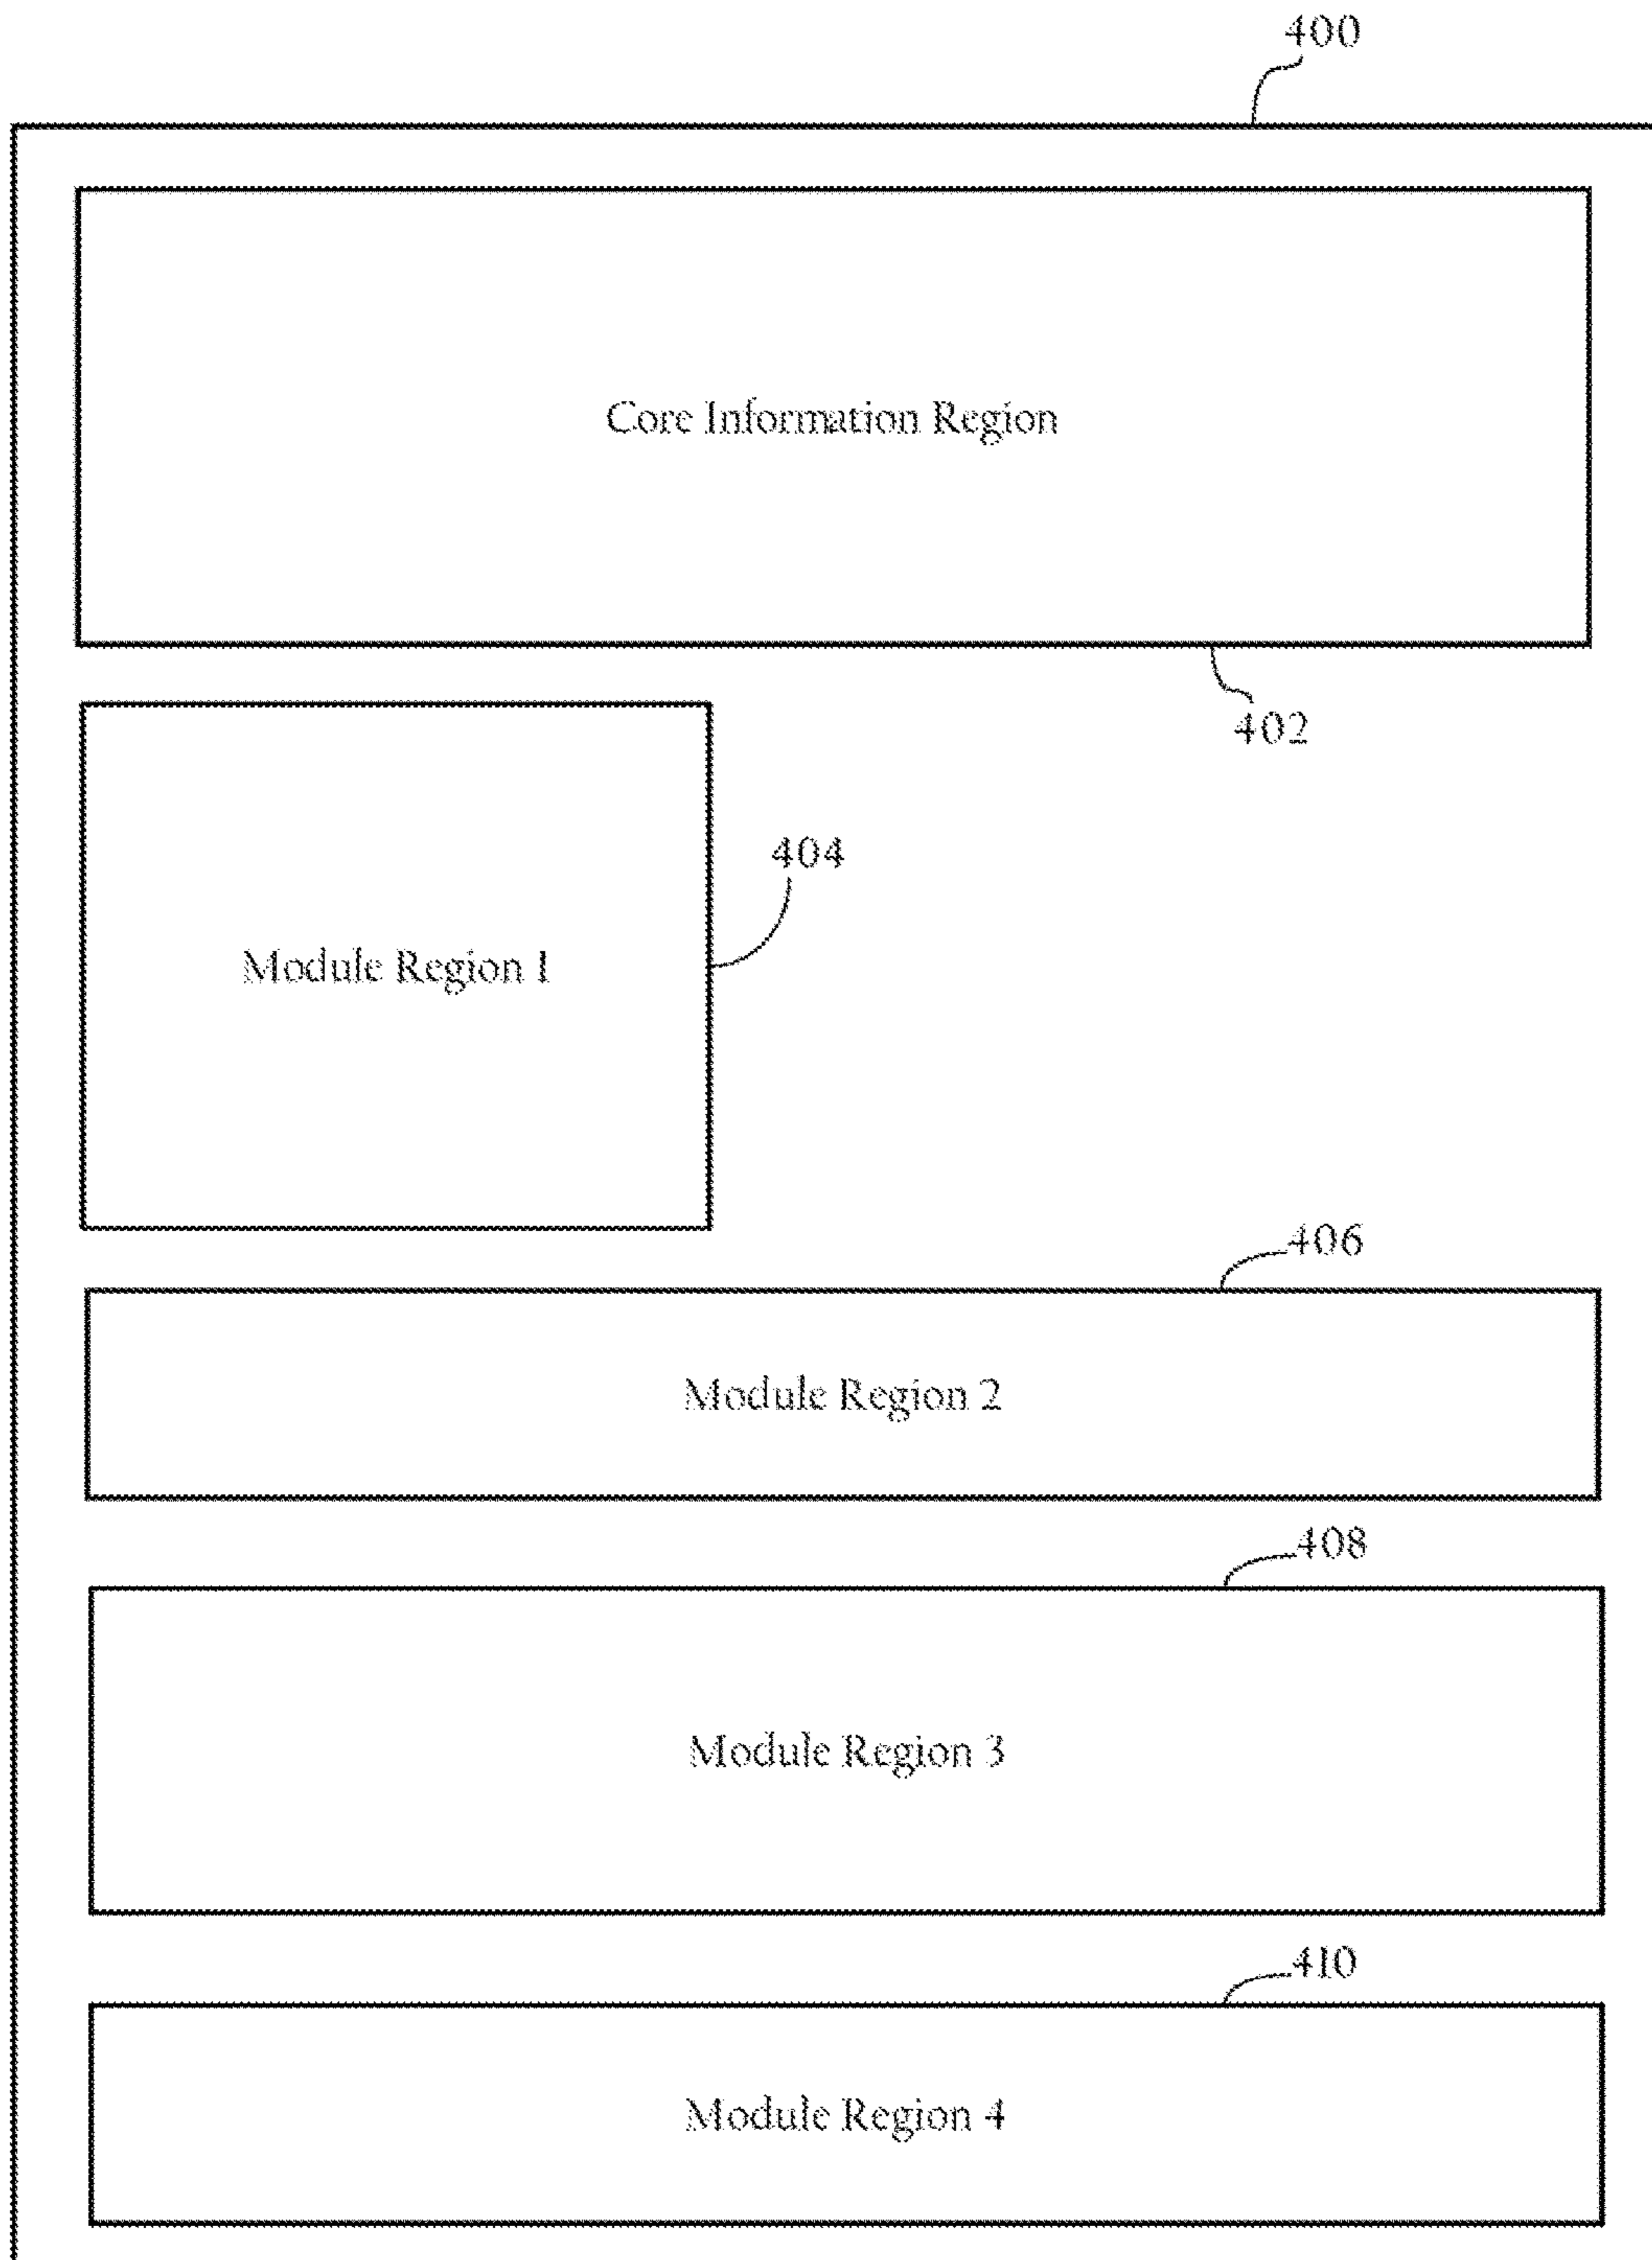 400
Core Information Region
402
404
Module Region 1
406
Module Region 2
408
Module Region 3
410
Module Region 4